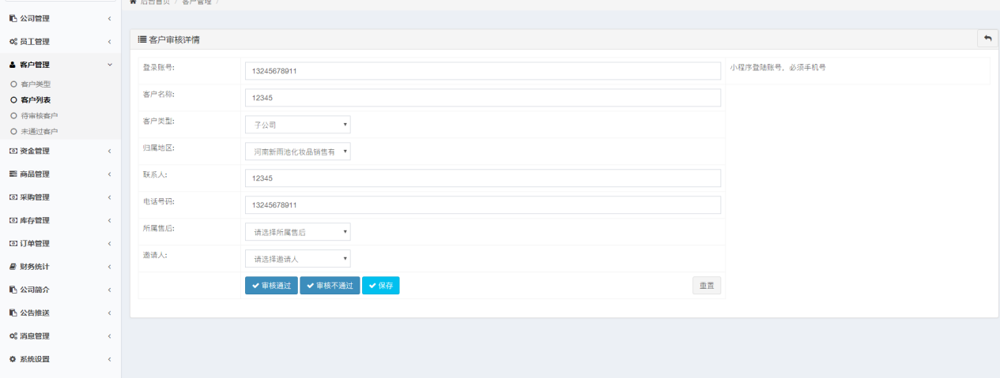 后台首页 / 客户管理 /
公司管理
员工管理
客户管理
客户类型
客户列表
待审核客户
未通过客户
资金管理
商品管理
采购管理
库存管理
订单管理
财务统计
公司简介
公告推送
消息管理
系统设置
客户审核详情
登录账号: 13245678911 小程序登陆账号，必须手机号
客户名称: 12345
客户类型: 子公司
归属地区: 河南新雨池化妆品销售有
联系人: 12345
电话号码: 13245678911
所属售后: 请选择所属售后
邀请人: 请选择邀请人
审核通过 审核不通过 保存 重置